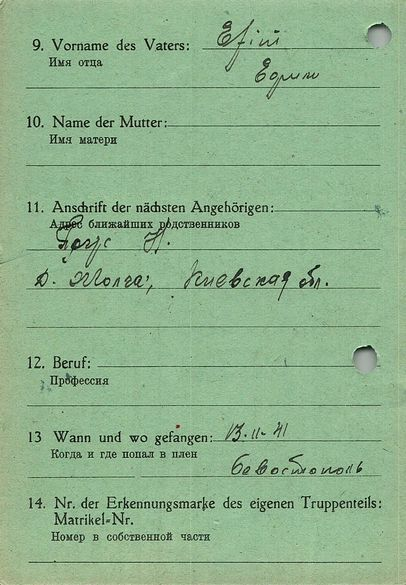 9. Vorname des Vaters: Efim
Имя отца
Ефим
10. Name der Mutter:
Имя матери
11. Anschrift der nächsten Angehörigen:
Адрес ближайших родственников
Н.
д. Киевская обл.
12. Beruf:
Профессия
13 Wann und wo gefangen: 13.11-41
Когда и где попал в плен
Севостополь
14. Nr. der Erkennungsmarke des eigenen Truppenteils:
Matrikel-Nr.
Номер в собственной части